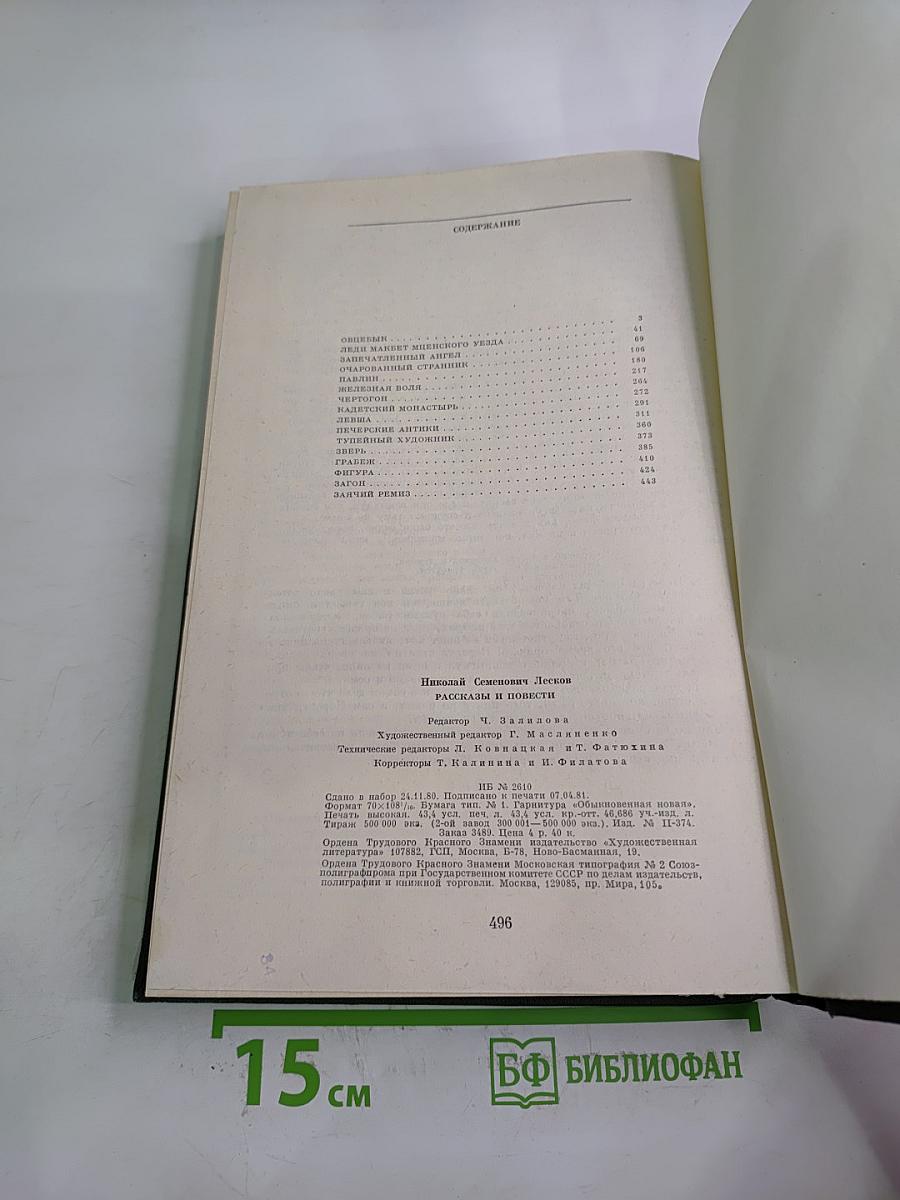 СОДЕРЖАНИЕ
ОВЦЕБЫК . . . 3
ЛЕДИ МАКБЕТ МЦЕНСКОГО УЕЗДА . . . 41
ЗАПЕЧАТЛЕННЫЙ АНГЕЛ . . . 69
ОЧАРОВАННЫЙ СТРАННИК . . . 106
ПАВЛИН . . . 180
ЖЕЛЕЗНАЯ ВОЛЯ . . . 217
ЧЕРТОГОН . . . 264
КАДЕТСКИЙ МОНАСТЫРЬ . . . 272
ЛЕВША . . . 291
ПЕЧЕРСКИЕ АНТИКИ . . . 311
ТУПЕЙНЫЙ ХУДОЖНИК . . . 360
ЗВЕРЬ . . . 373
ГРАБЕЖ . . . 385
ФИГУРА . . . 410
ЗАГОН . . . 424
ЗАЯЧИЙ РЕМИЗ . . . 443
Николай Семенович Лесков
РАССКАЗЫ И ПОВЕСТИ
Редактор Ч. Залилова
Художественный редактор Г. Масляненко
Технические редакторы Л. Ковнацкая и Т. Фатюхина
Корректоры Т. Калинина и И. Филатова
ИБ № 2610
Сдано в набор 24.11.80. Подписано к печати 07.04.81.
Формат 70×108¹/₁₆. Бумага тип. № 1. Гарнитура «Обыкновенная новая».
Печать высокая. 43,4 усл. печ. л. 43,4 усл. кр.-отт. 46,686 уч.-изд. л.
Тираж 500 000 экз. (2-ой завод 300 001—500 000 экз.). Изд. № II-374.
Заказ 3489. Цена 4 р. 40 к.
Ордена Трудового Красного Знамени издательство «Художественная
литература» 107882, ГСП, Москва, Б-78, Ново-Басманная, 19.
Ордена Трудового Красного Знамени Московская типография № 2 Союз-
полиграфпрома при Государственном комитете СССР по делам издательств,
полиграфии и книжной торговли. Москва, 129085, пр. Мира, 105.
496
15 см
БФ БИБЛИОФАН